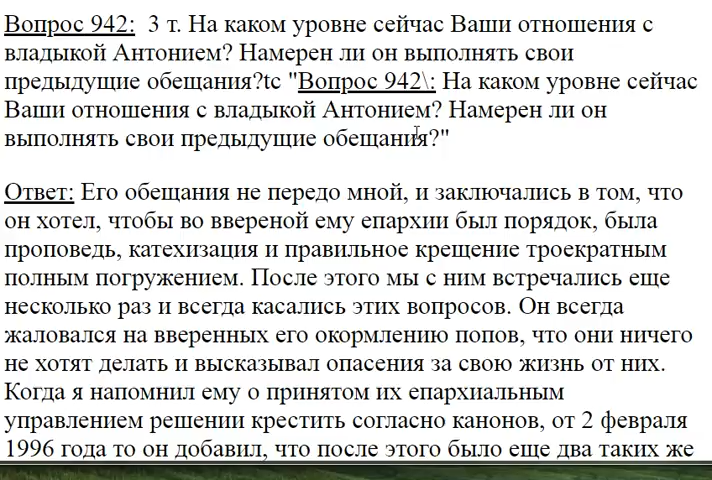 Вопрос 942:  3 т. На каком уровне сейчас Ваши отношения с
владыкой Антонием? Намерен ли он выполнять свои
предыдущие обещания?tc "Вопрос 942\: На каком уровне сейчас
Ваши отношения с владыкой Антонием? Намерен ли он
выполнять свои предыдущие обещания?"

Ответ: Его обещания не передо мной, и заключались в том, что
он хотел, чтобы во ввереной ему епархии был порядок, была
проповедь, катехизация и правильное крещение троекратным
полным погружением. После этого мы с ним встречались еще
несколько раз и всегда касались этих вопросов. Он всегда
жаловался на вверенных его окормлению попов, что они ничего
не хотят делать и высказывал опасения за свою жизнь от них.
Когда я напомнил ему о принятом их епархиальным
управлением решении крестить согласно канонов, от 2 февраля
1996 года то он добавил, что после этого было еще два таких же